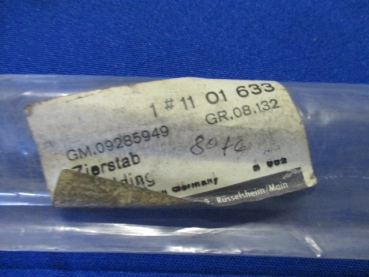 1 # 11 01 633
GM.09285949 GR.08.132
8016
Zierstab
Germany
Rüsselsheim/Main